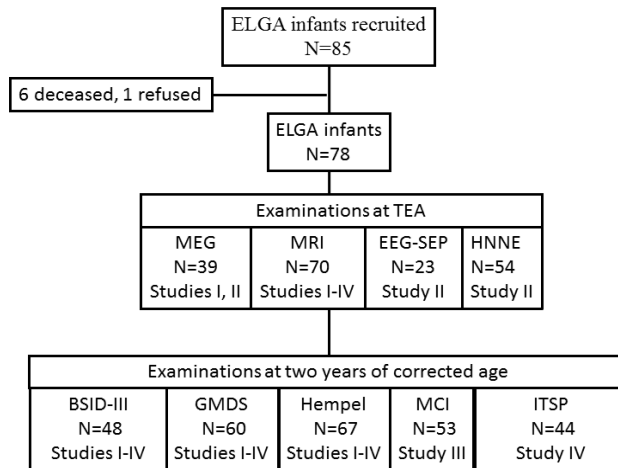 ELGA infants recruited
N=85
6 deceased, 1 refused
ELGA infants
N=78
Examinations at TEA
MEG
N=39
Studies I, II
MRI
N=70
Studies I-IV
EEG-SEP
N=23
Study II
HNNE
N=54
Study II
Examinations at two years of corrected age
BSID-III
N=48
Studies I-IV
GMDS
N=60
Studies I-IV
Hempel
N=67
Studies I-IV
MCI
N=53
Study III
ITSP
N=44
Study IV